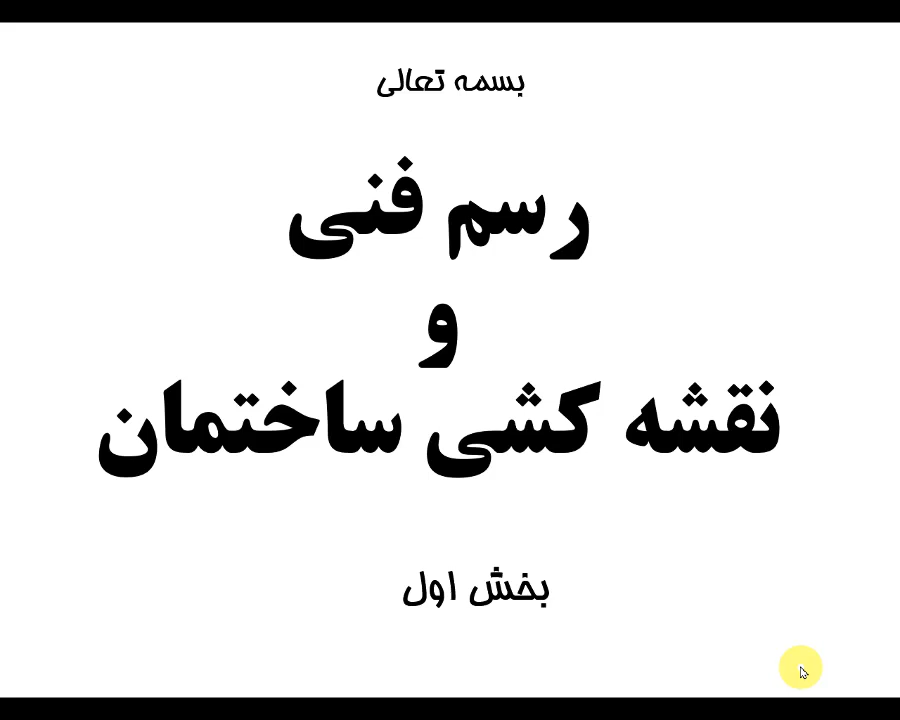 بسمه تعالی
رسم فنی
و
نقشه کشی ساختمان
بخش اول